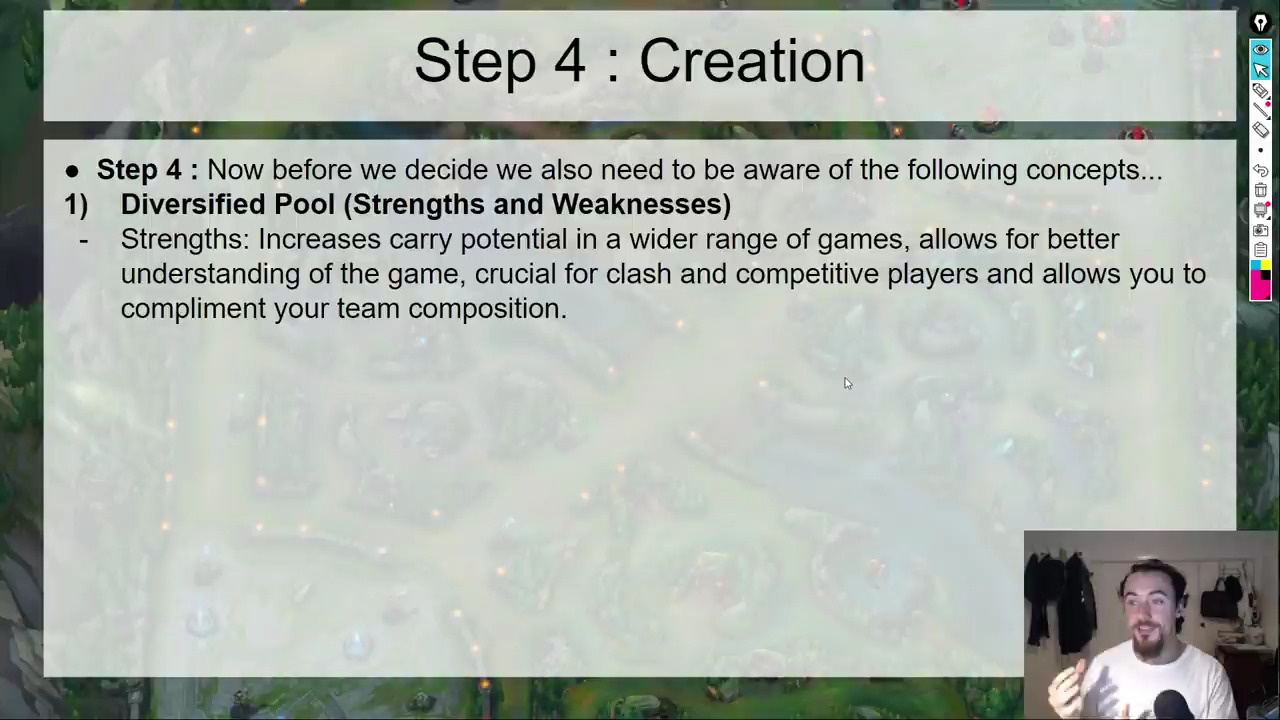 Step 4 : Creation
● Step 4 : Now before we decide we also need to be aware of the following concepts...
1) Diversified Pool (Strengths and Weaknesses)
- Strengths: Increases carry potential in a wider range of games, allows for better
understanding of the game, crucial for clash and competitive players and allows you to
compliment your team composition.